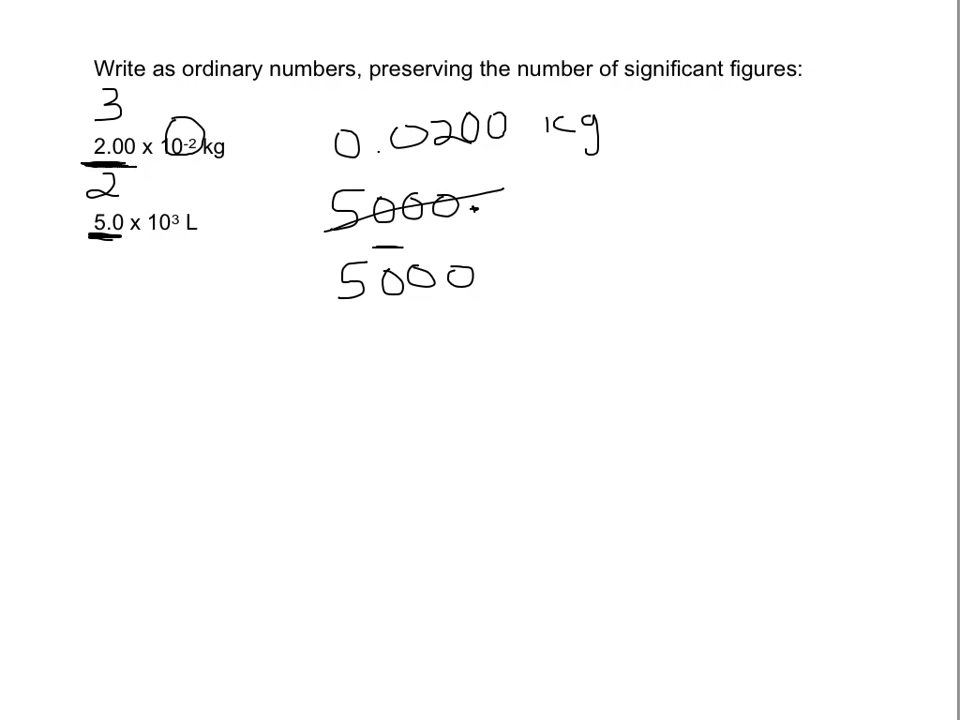 Write as ordinary numbers, preserving the number of significant figures:
3
2.00 x 10⁻² kg 0.0200 kg
2 5000.
5.0 x 10³ L
5000